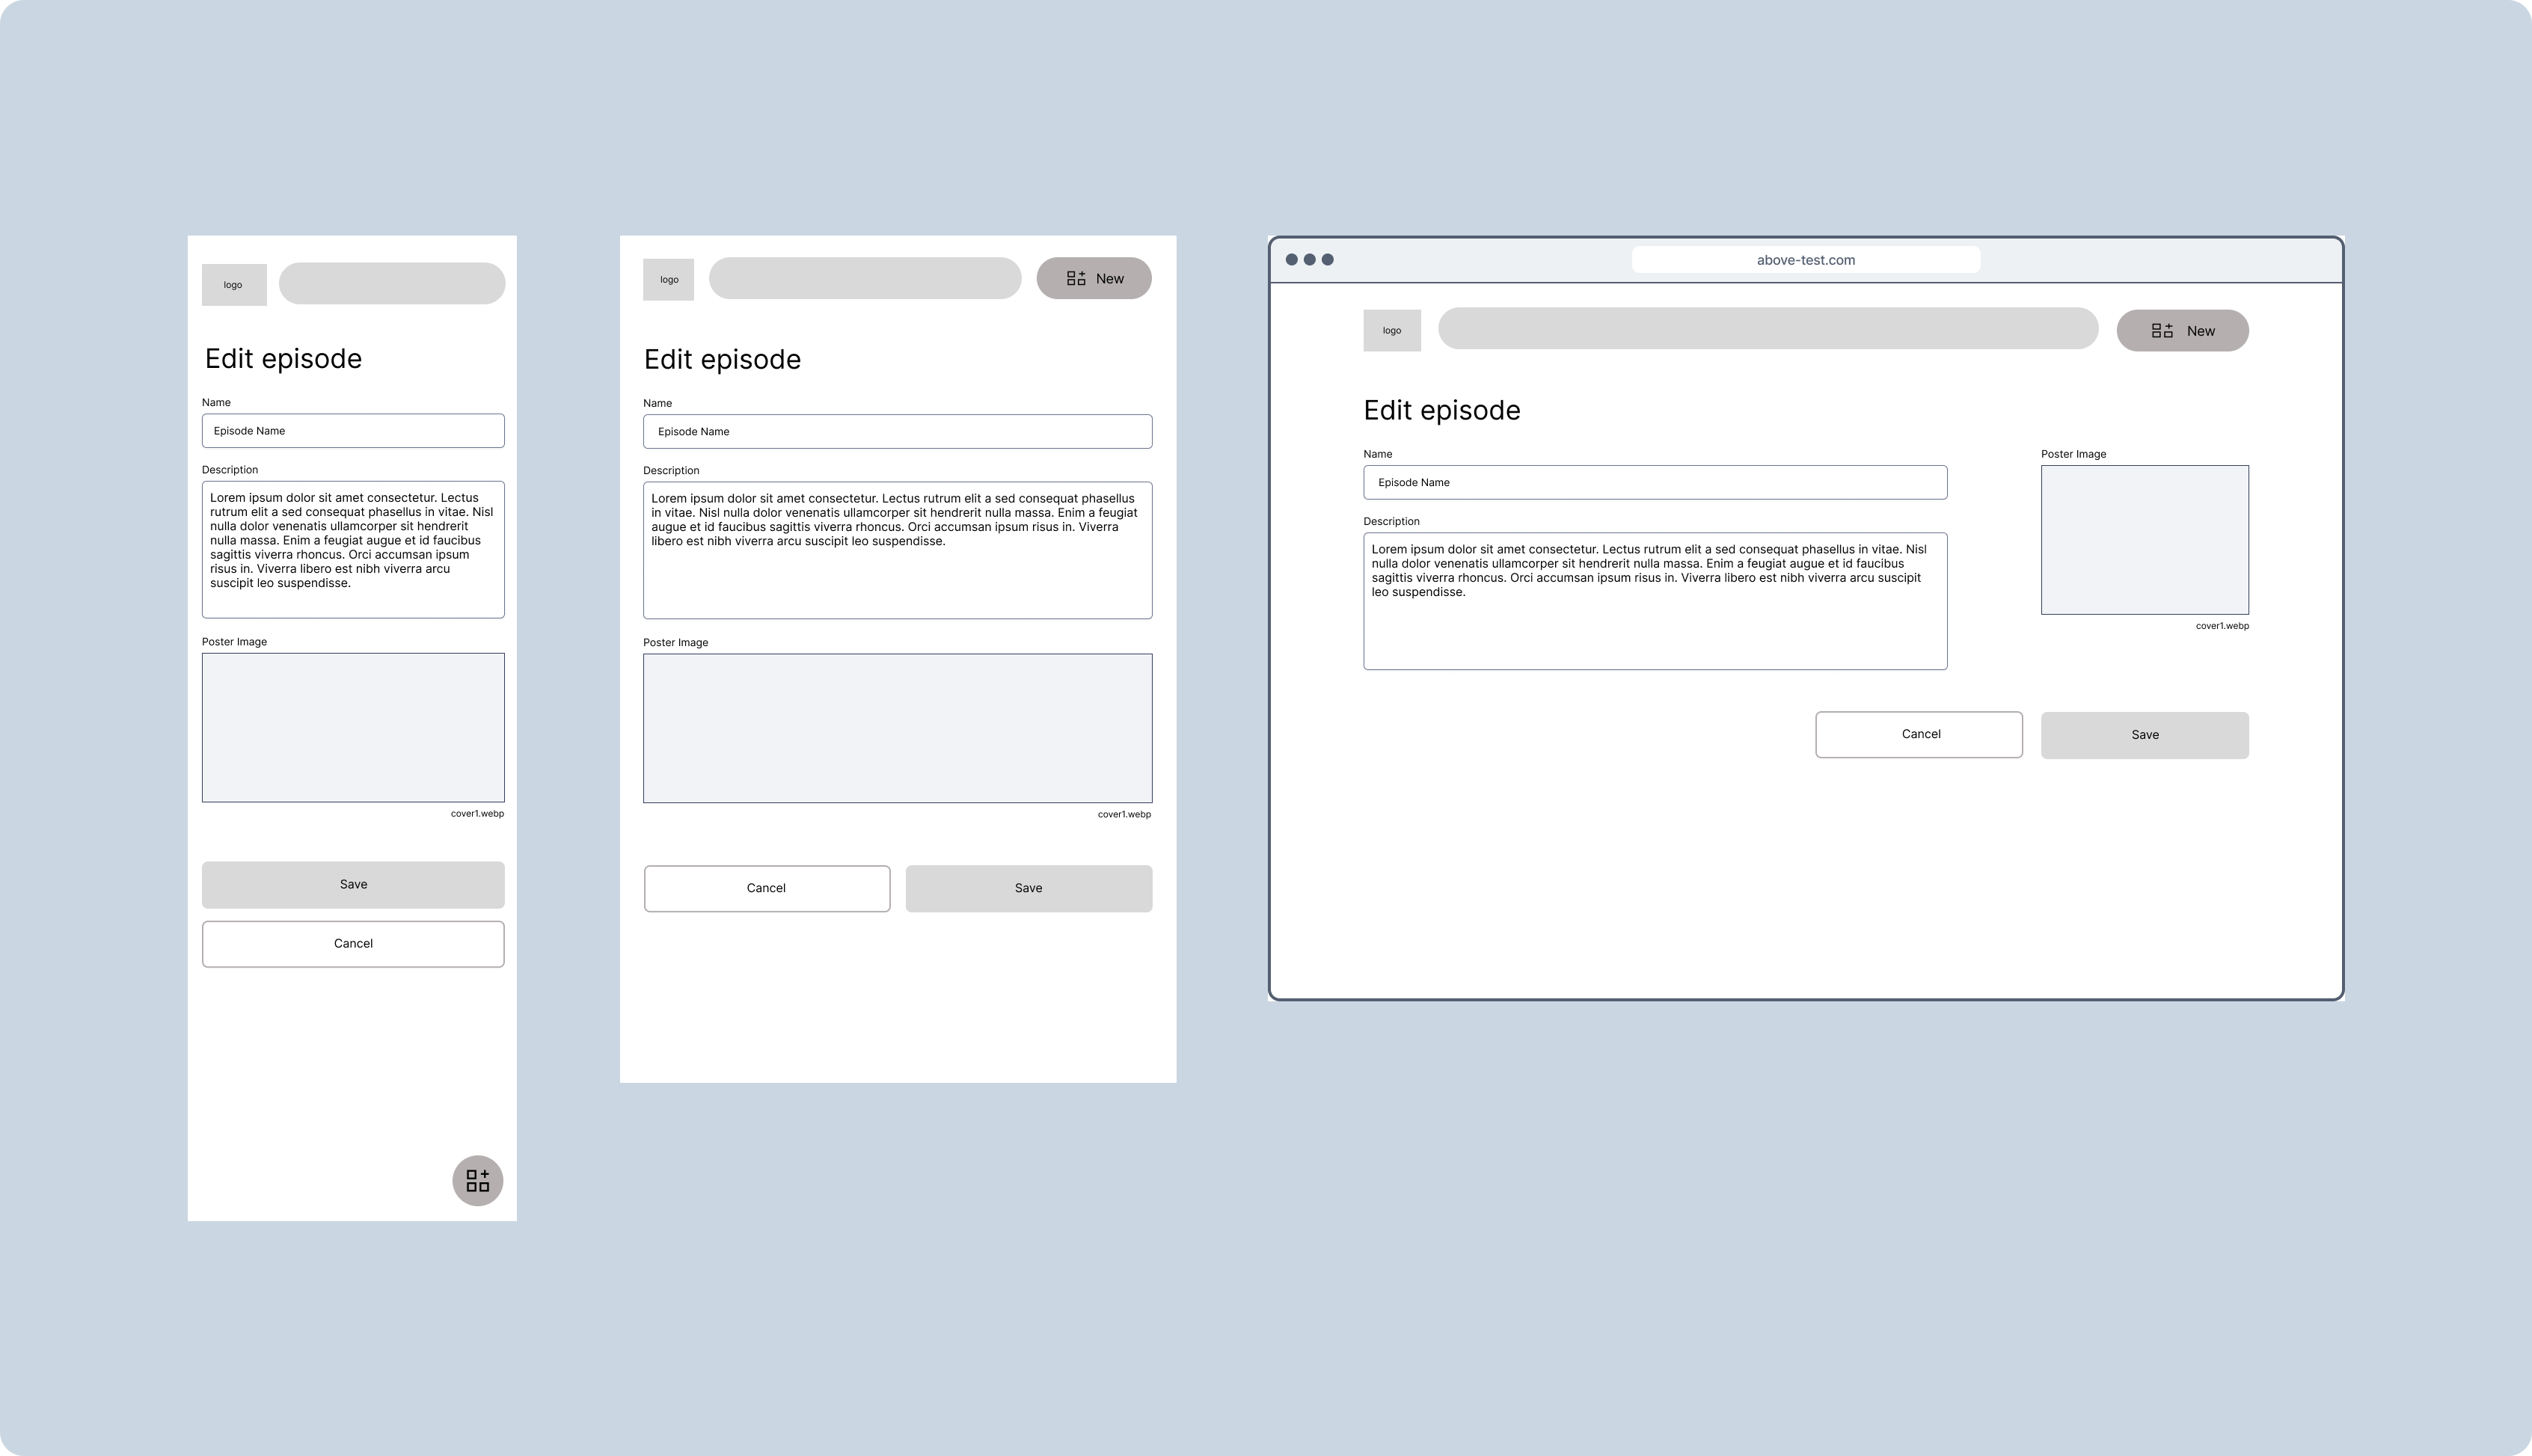 logo
Edit episode
Name
Episode Name
Description
Lorem ipsum dolor sit amet consectetur. Lectus
rutrum elit a sed consequat phasellus in vitae. Nisl
nulla dolor venenatis ullamcorper sit hendrerit
nulla massa. Enim a feugiat augue et id faucibus
sagittis viverra rhoncus. Orci accumsan ipsum
risus in. Viverra libero est nibh viverra arcu
suscipit leo suspendisse.
Poster Image
cover1.webp
Save
Cancel
logo
New
Edit episode
Name
Episode Name
Description
Lorem ipsum dolor sit amet consectetur. Lectus rutrum elit a sed consequat phasellus
in vitae. Nisl nulla dolor venenatis ullamcorper sit hendrerit nulla massa. Enim a feugiat
augue et id faucibus sagittis viverra rhoncus. Orci accumsan ipsum risus in. Viverra
libero est nibh viverra arcu suscipit leo suspendisse.
Poster Image
cover1.webp
Cancel
Save
above-test.com
logo
New
Edit episode
Name
Episode Name
Description
Lorem ipsum dolor sit amet consectetur. Lectus rutrum elit a sed consequat phasellus in vitae. Nisl
nulla dolor venenatis ullamcorper sit hendrerit nulla massa. Enim a feugiat augue et id faucibus
sagittis viverra rhoncus. Orci accumsan ipsum risus in. Viverra libero est nibh viverra arcu suscipit
leo suspendisse.
Poster Image
cover1.webp
Cancel
Save